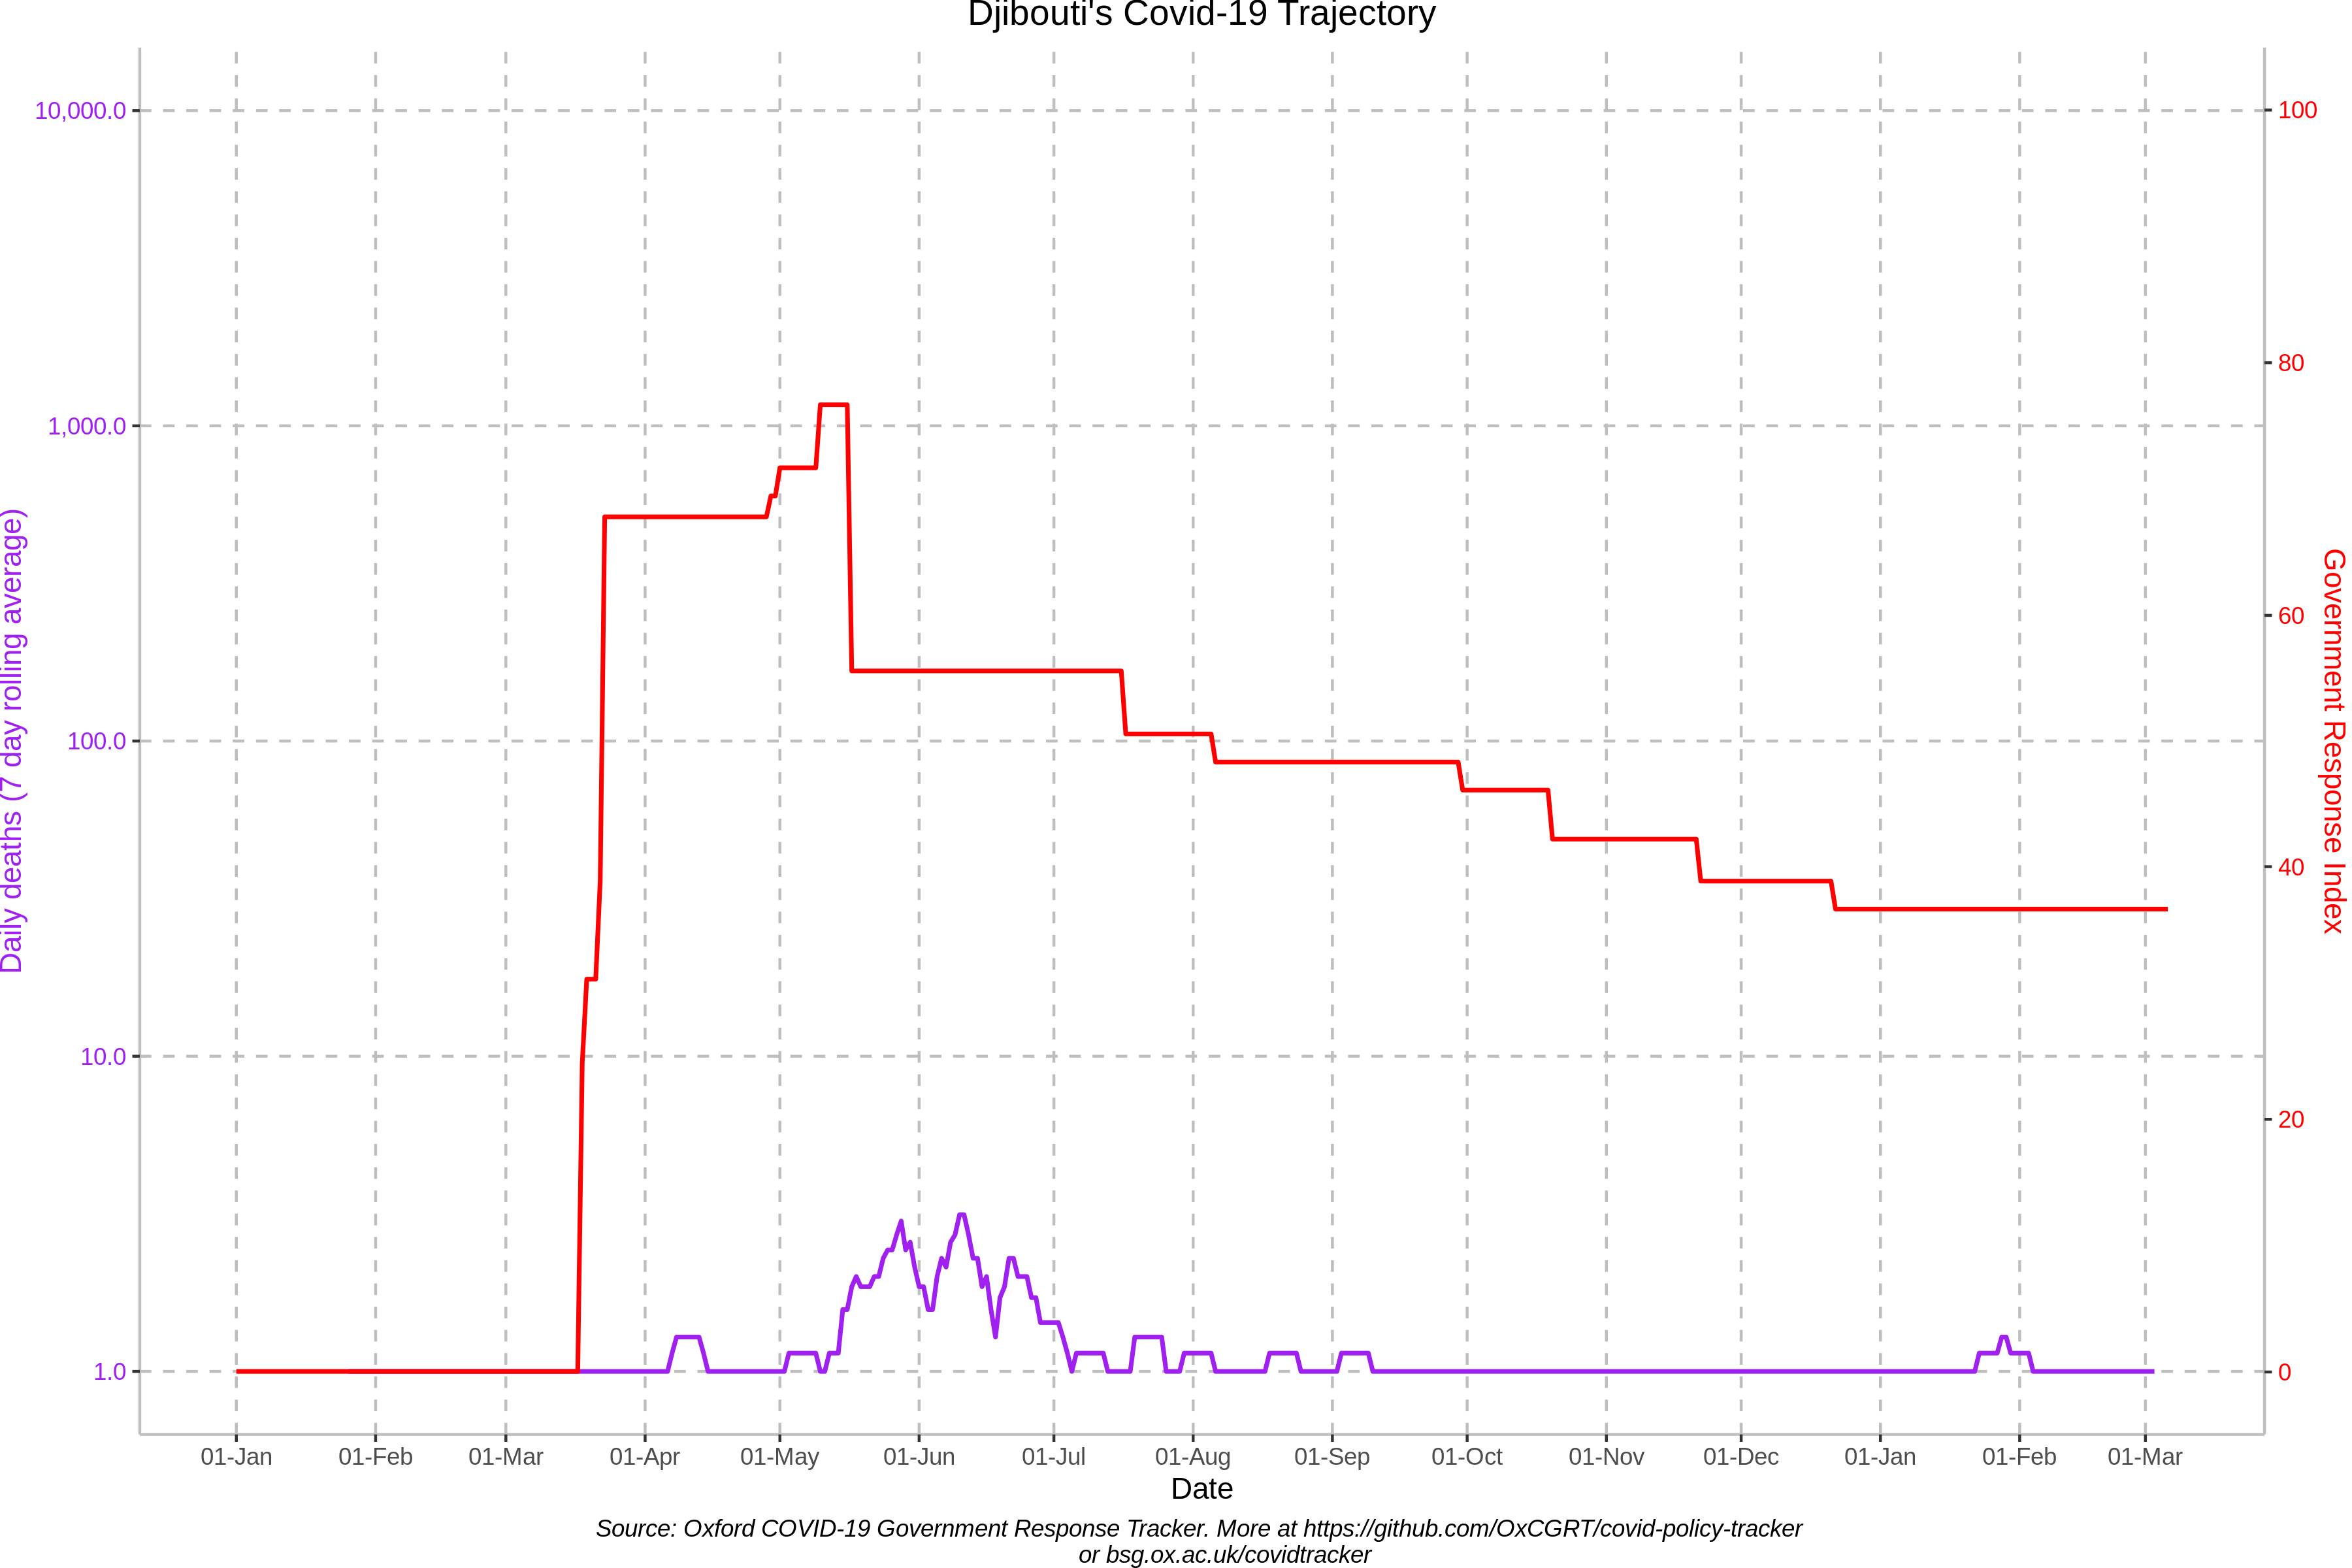 Djibouti's Covid-19 Trajectory
10,000.0
1,000.0
100.0
10.0
1.0
Daily deaths (7 day rolling average)
100
80
60
40
20
0
Government Response Index
01-Jan 01-Feb 01-Mar 01-Apr 01-May 01-Jun 01-Jul 01-Aug 01-Sep 01-Oct 01-Nov 01-Dec 01-Jan 01-Feb 01-Mar
Date
Source: Oxford COVID-19 Government Response Tracker. More at https://github.com/OxCGRT/covid-policy-tracker
or bsg.ox.ac.uk/covidtracker